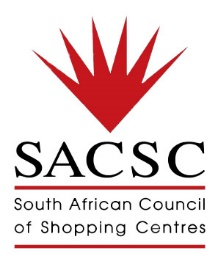 SACSC
South African Council
of Shopping Centres